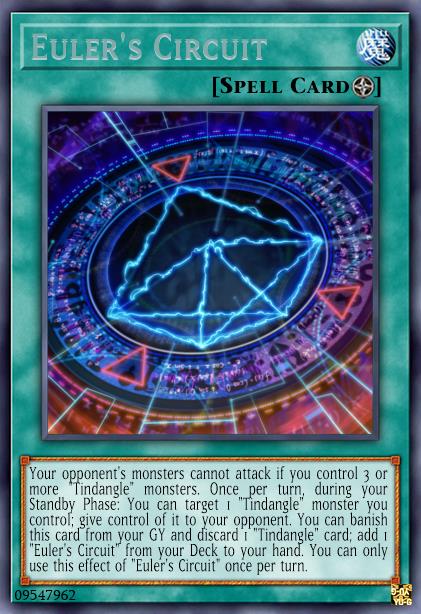 EULER'S CIRCUIT
魔
[SPELL CARD]
Your opponent's monsters cannot attack if you control 3 or
more "Tindangle" monsters. Once per turn, during your
Standby Phase: You can target 1 "Tindangle" monster you
control; give control of it to your opponent. You can banish
this card from your GY and discard 1 "Tindangle" card; add 1
"Euler's Circuit" from your Deck to your hand. You can only
use this effect of "Euler's Circuit" once per turn.
09547962